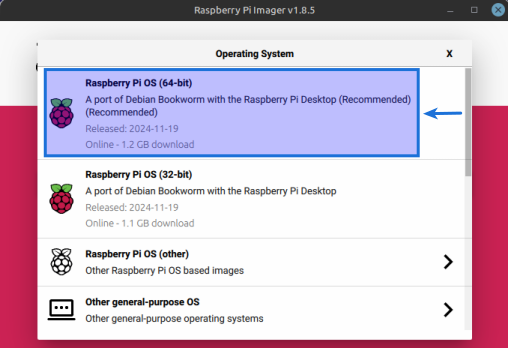 Raspberry Pi Imager v1.8.5
Operating System
X
Raspberry Pi OS (64-bit)
A port of Debian Bookworm with the Raspberry Pi Desktop (Recommended)
(Recommended)
Released: 2024-11-19
Online - 1.2 GB download
Raspberry Pi OS (32-bit)
A port of Debian Bookworm with the Raspberry Pi Desktop
Released: 2024-11-19
Online - 1.1 GB download
Raspberry Pi OS (other)
Other Raspberry Pi OS based images
Other general-purpose OS
Other general-purpose operating systems